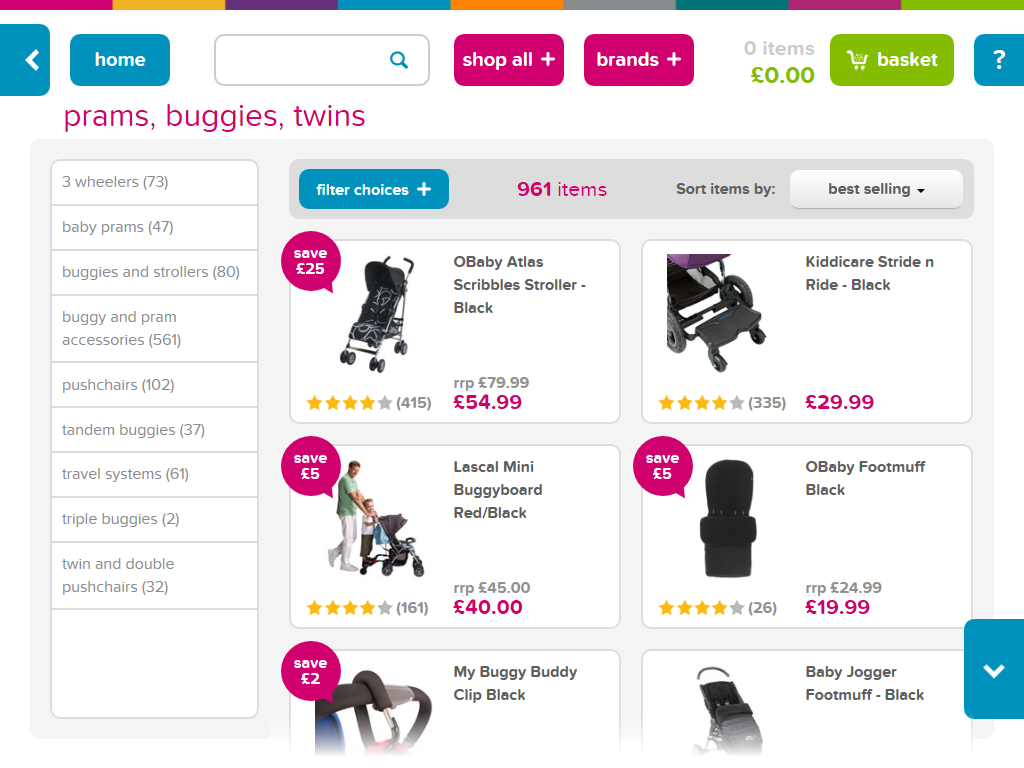 home
shop all +
brands +
0 items
£0.00
basket
?
prams, buggies, twins
3 wheelers (73)
baby prams (47)
buggies and strollers (80)
buggy and pram
accessories (561)
pushchairs (102)
tandem buggies (37)
travel systems (61)
triple buggies (2)
twin and double
pushchairs (32)
filter choices +
961 items
Sort items by:
best selling
save
£25
OBaby Atlas
Scribbles Stroller -
Black
rrp £79.99
(415)
£54.99
Kiddicare Stride n
Ride - Black
(335)
£29.99
save
£5
Lascal Mini
Buggyboard
Red/Black
rrp £45.00
(161)
£40.00
save
£5
OBaby Footmuff
Black
rrp £24.99
(26)
£19.99
save
£2
My Buggy Buddy
Clip Black
Baby Jogger
Footmuff - Black